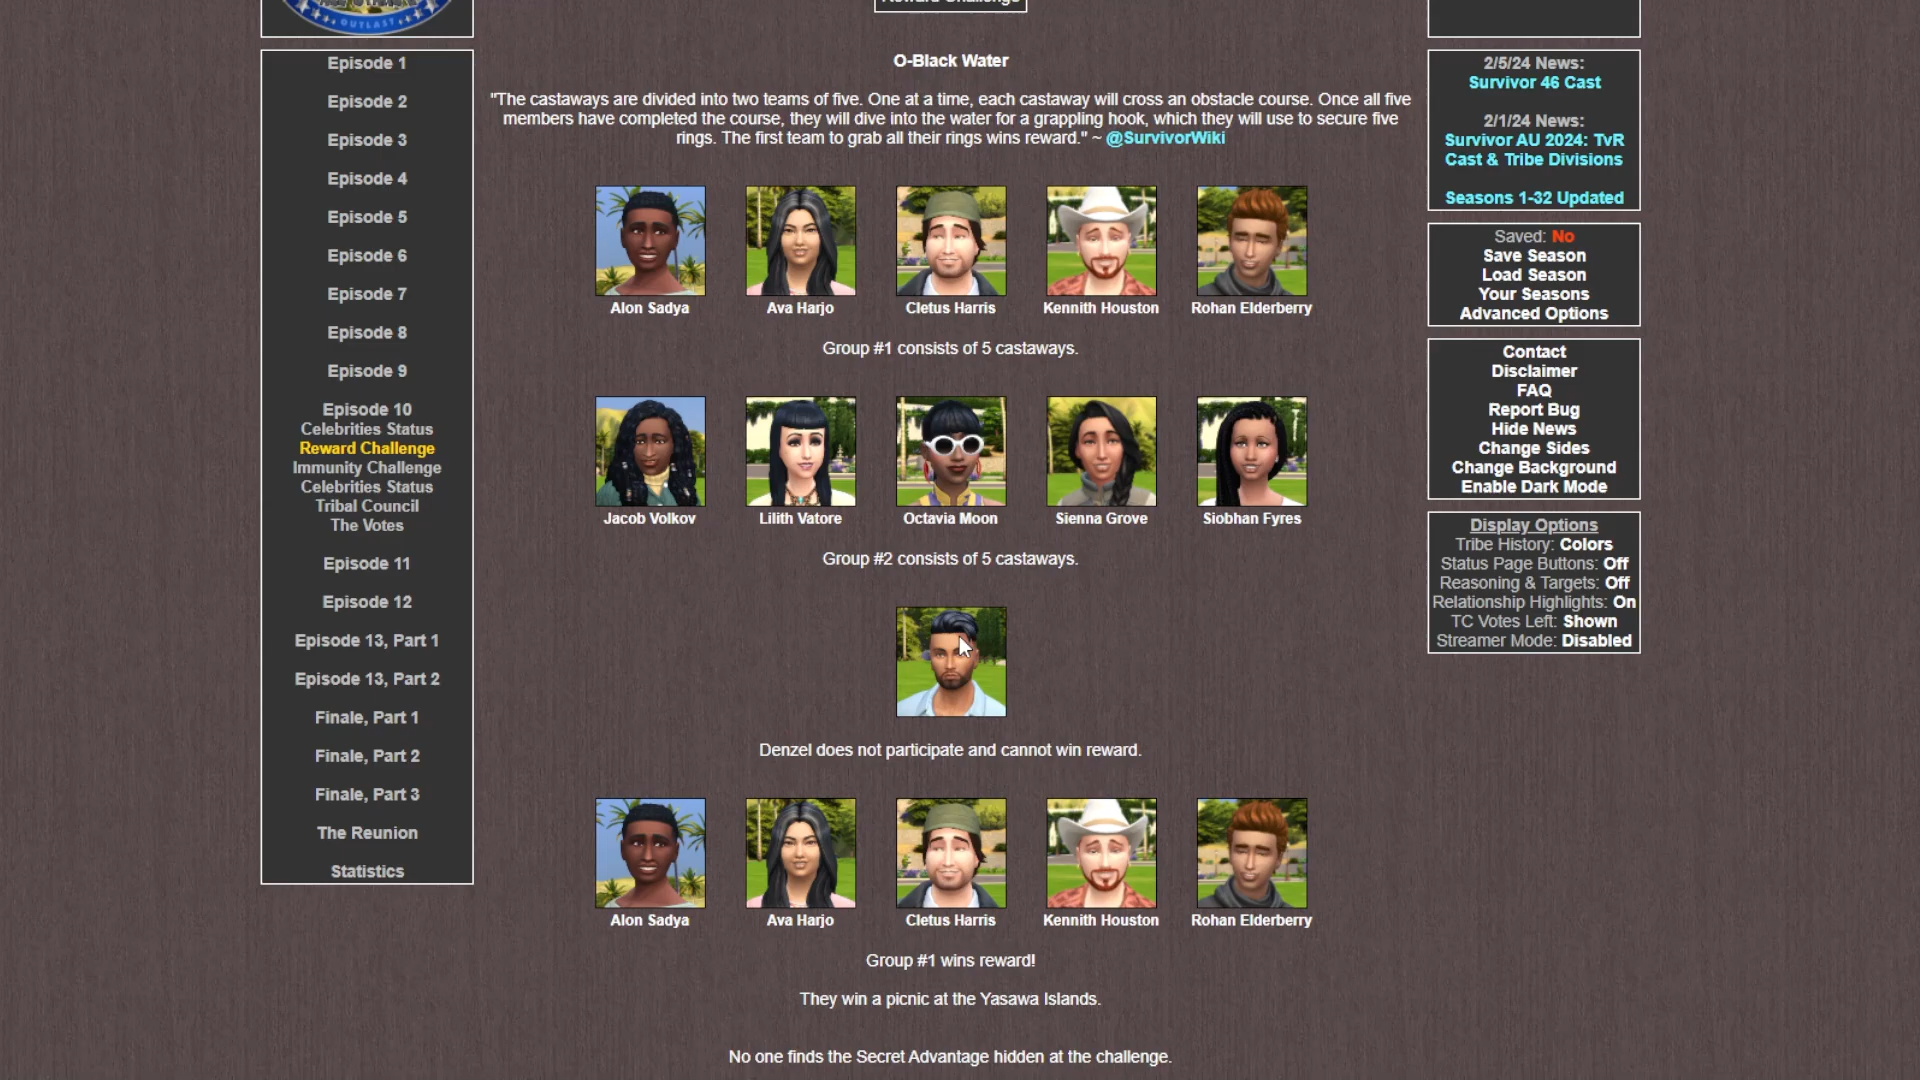 OUTLAST
Reward Challenge
Episode 1
Episode 2
Episode 3
Episode 4
Episode 5
Episode 6
Episode 7
Episode 8
Episode 9
Episode 10
Celebrities Status
Reward Challenge
Immunity Challenge
Celebrities Status
Tribal Council
The Votes
Episode 11
Episode 12
Episode 13, Part 1
Episode 13, Part 2
Finale, Part 1
Finale, Part 2
Finale, Part 3
The Reunion
Statistics
O-Black Water
"The castaways are divided into two teams of five. One at a time, each castaway will cross an obstacle course. Once all five
members have completed the course, they will dive into the water for a grappling hook, which they will use to secure five
rings. The first team to grab all their rings wins reward." ~ @SurvivorWiki
Alon Sadya Ava Harjo Cletus Harris Kennith Houston Rohan Elderberry
Group #1 consists of 5 castaways.
Jacob Volkov Lilith Vatore Octavia Moon Sienna Grove Siobhan Fyres
Group #2 consists of 5 castaways.
Denzel does not participate and cannot win reward.
Alon Sadya Ava Harjo Cletus Harris Kennith Houston Rohan Elderberry
Group #1 wins reward!
They win a picnic at the Yasawa Islands.
No one finds the Secret Advantage hidden at the challenge.
2/5/24 News:
Survivor 46 Cast
2/1/24 News:
Survivor AU 2024: TvR
Cast & Tribe Divisions
Seasons 1-32 Updated
Saved: No
Save Season
Load Season
Your Seasons
Advanced Options
Contact
Disclaimer
FAQ
Report Bug
Hide News
Change Sides
Change Background
Enable Dark Mode
Display Options
Tribe History: Colors
Status Page Buttons: Off
Reasoning & Targets: Off
Relationship Highlights: On
TC Votes Left: Shown
Streamer Mode: Disabled